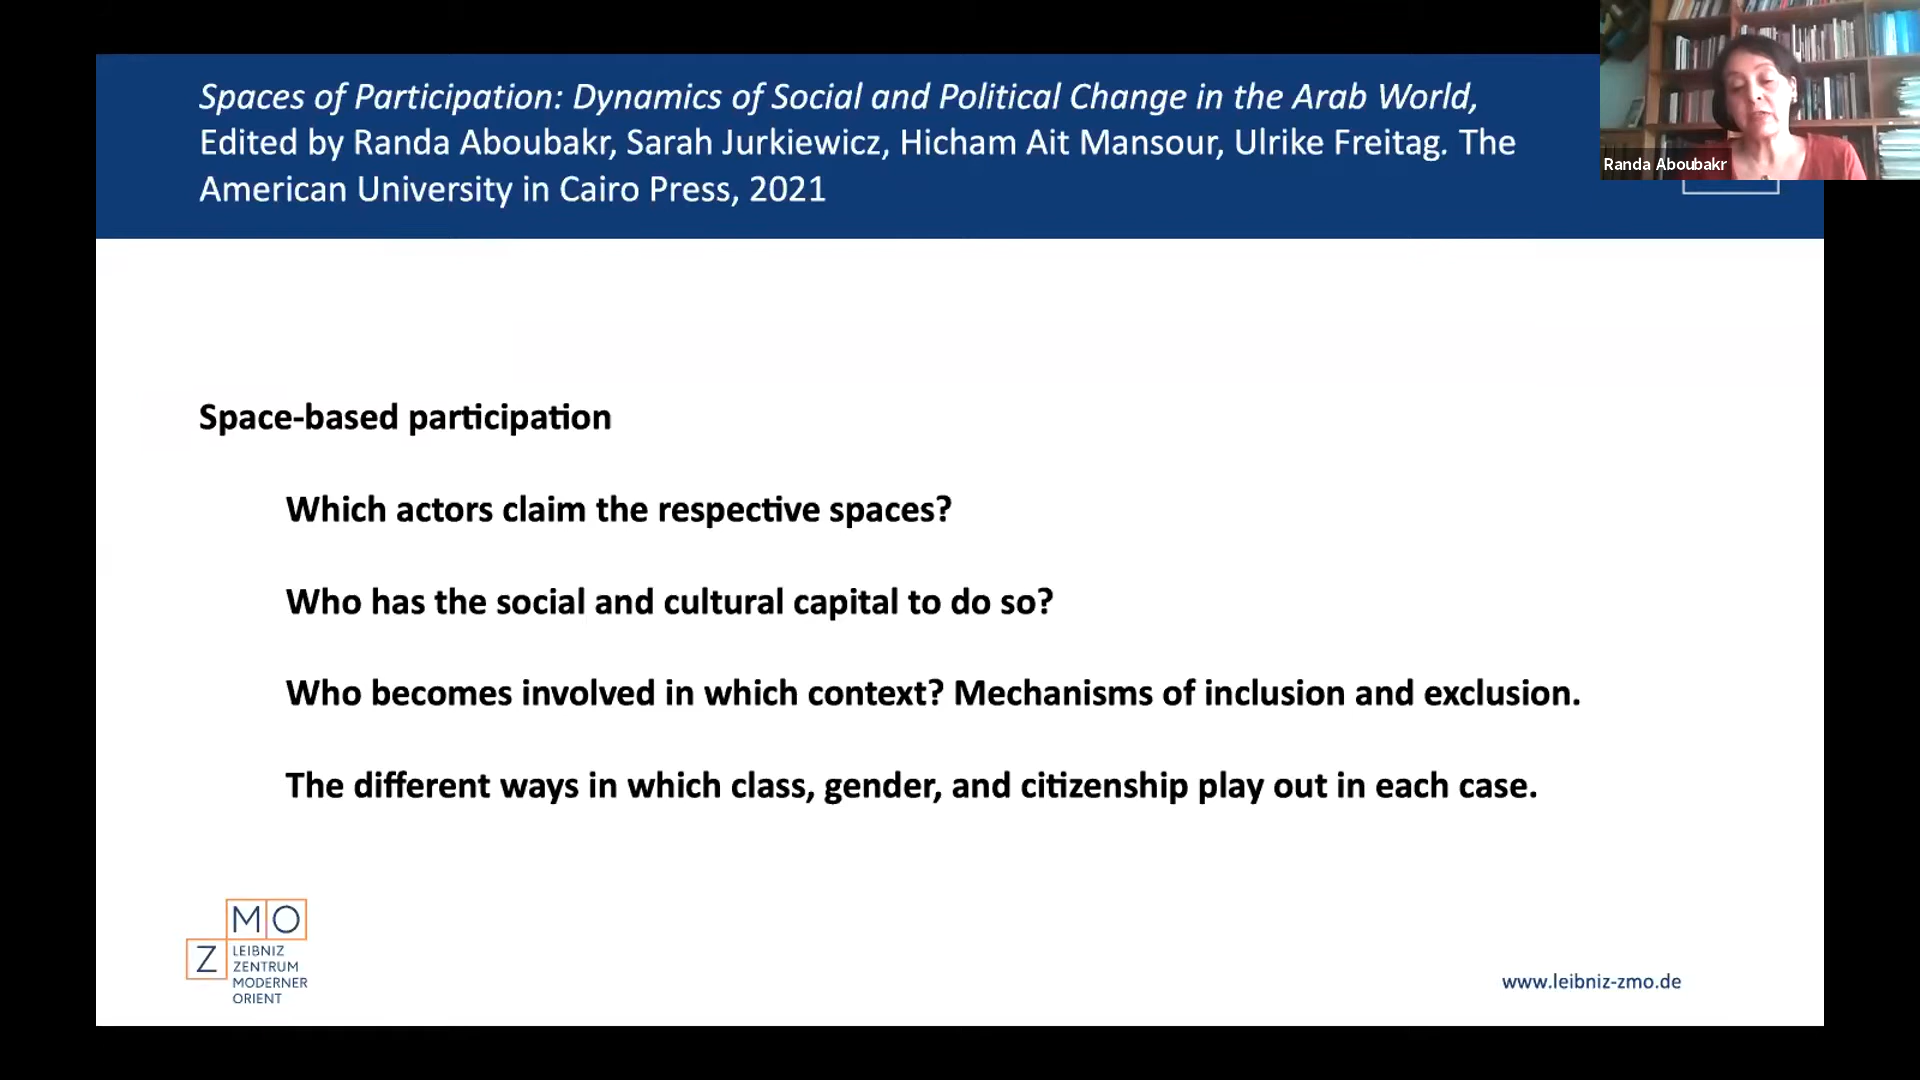 Spaces of Participation: Dynamics of Social and Political Change in the Arab World,
Edited by Randa Aboubakr, Sarah Jurkiewicz, Hicham Ait Mansour, Ulrike Freitag. The
American University in Cairo Press, 2021
Randa Aboubakr
Space-based participation
Which actors claim the respective spaces?
Who has the social and cultural capital to do so?
Who becomes involved in which context? Mechanisms of inclusion and exclusion.
The different ways in which class, gender, and citizenship play out in each case.
MO
Z
LEIBNIZ
ZENTRUM
MODERNER
ORIENT
www.leibniz-zmo.de